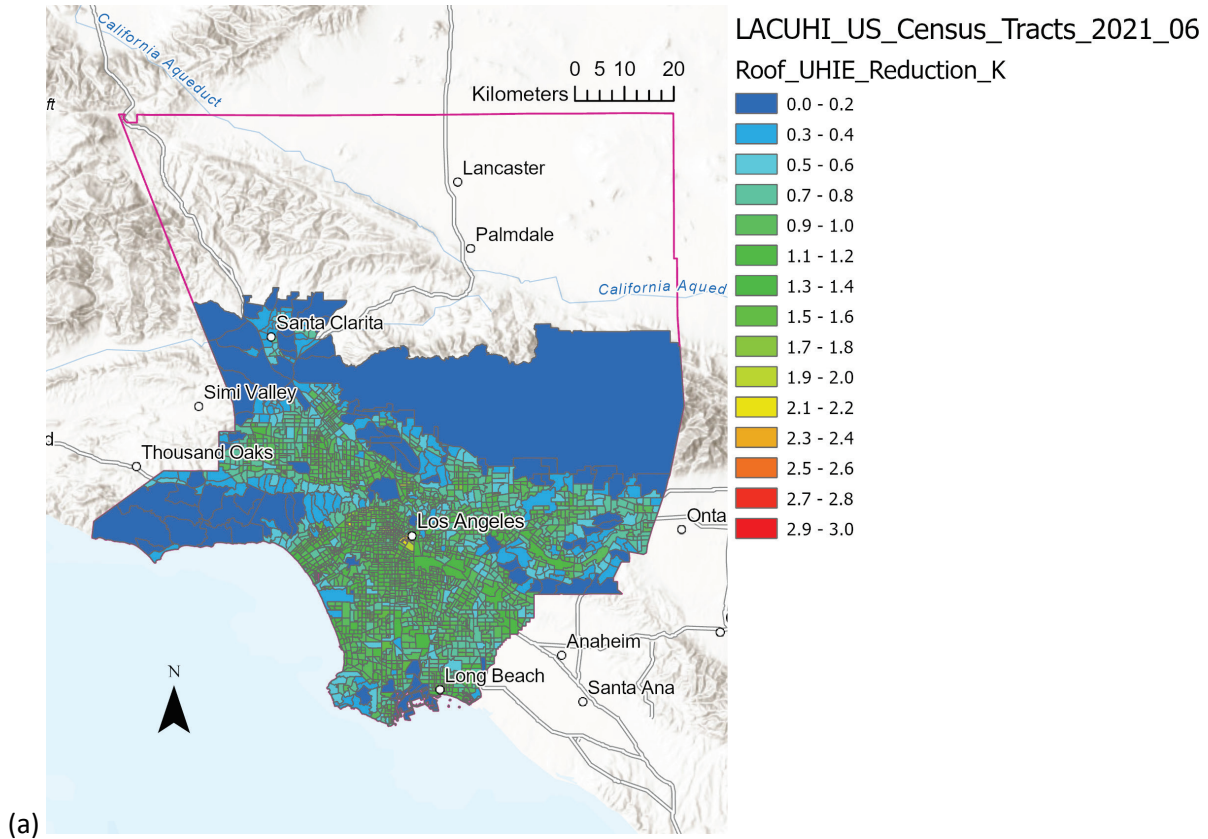 California Aqueduct
LACUHI_US_Census_Tracts_2021_06
Roof_UHIE_Reduction_K
0 5 10 20
Kilometers
ft
Lancaster
Palmdale
California Aqued
Santa Clarita
Simi Valley
d
Thousand Oaks
Los Angeles
Onta
Anaheim
Long Beach
Santa Ana
N
0.0 - 0.2
0.3 - 0.4
0.5 - 0.6
0.7 - 0.8
0.9 - 1.0
1.1 - 1.2
1.3 - 1.4
1.5 - 1.6
1.7 - 1.8
1.9 - 2.0
2.1 - 2.2
2.3 - 2.4
2.5 - 2.6
2.7 - 2.8
2.9 - 3.0
(a)